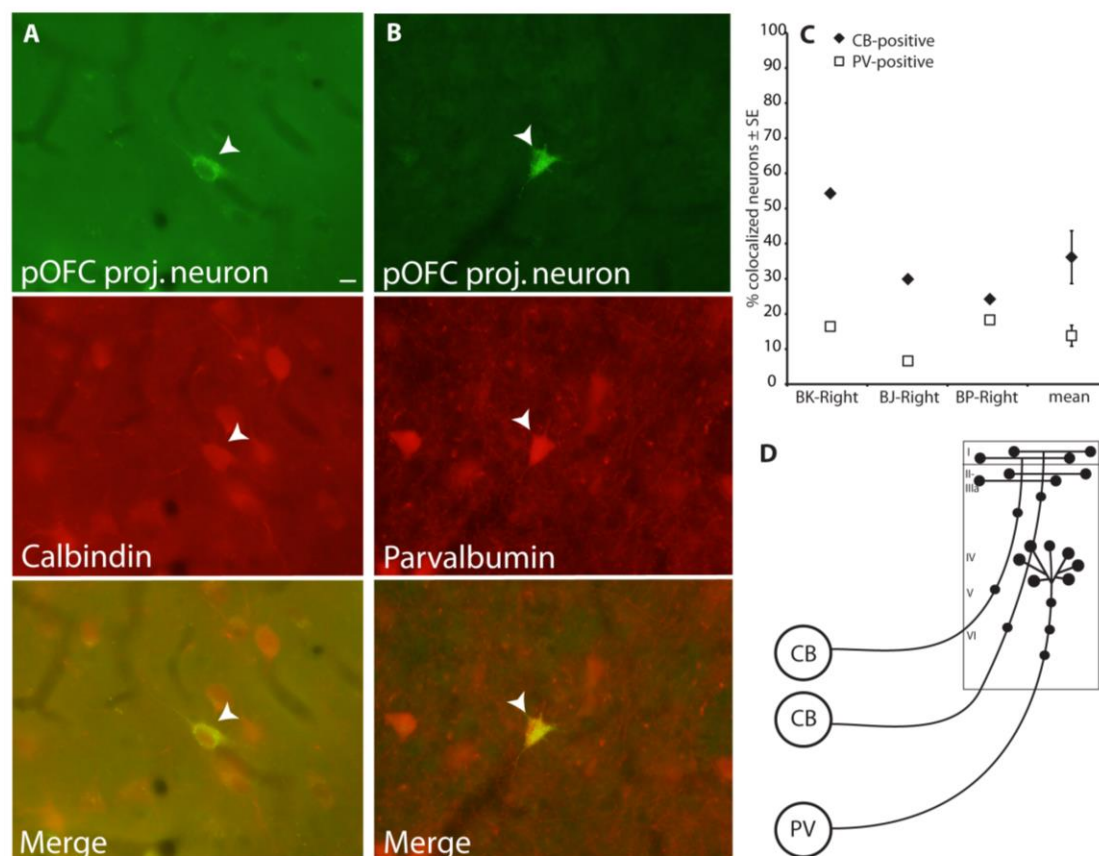 A
pOFC proj. neuron
Calbindin
Merge
B
pOFC proj. neuron
Parvalbumin
Merge
C
CB-positive
PV-positive
% colocalized neurons ± SE
100
90
80
70
60
50
40
30
20
10
0
BK-Right BJ-Right BP-Right mean
D
I
II-
IIIa
IV
V
VI
CB
CB
PV